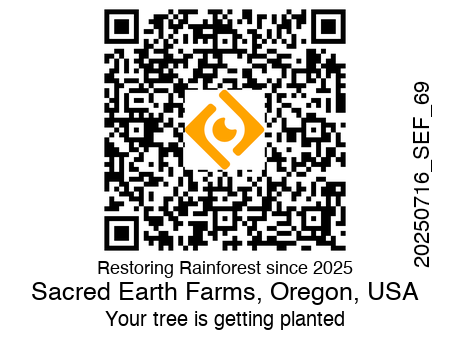 Restoring Rainforest since 2025
Sacred Earth Farms, Oregon, USA
Your tree is getting planted
20250716_SEF_69